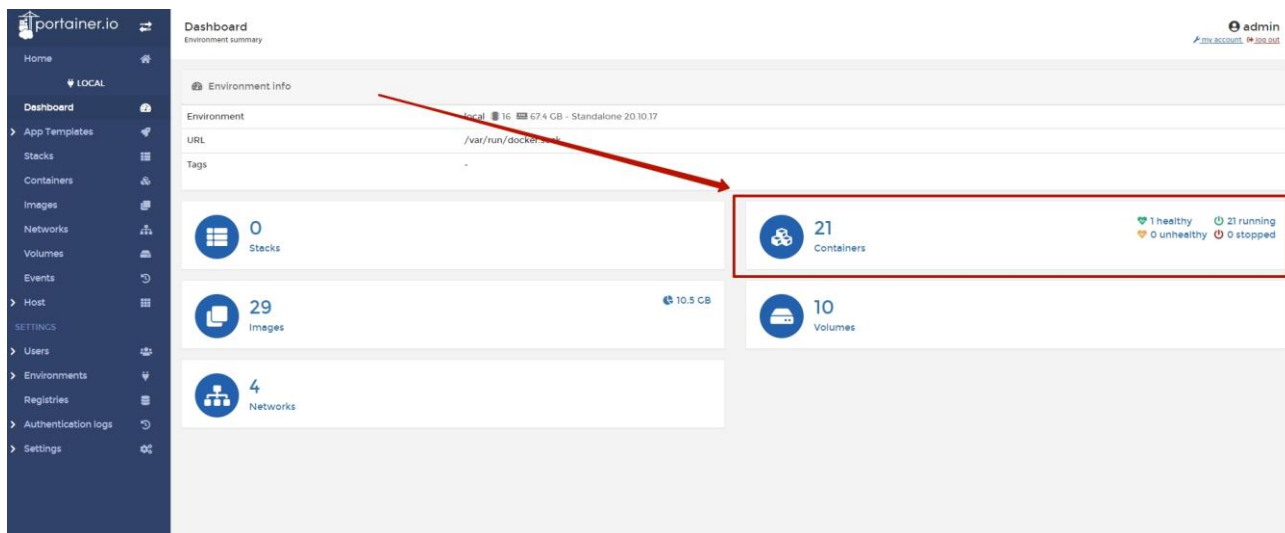 portainer.io
Home
LOCAL
Dashboard
App Templates
Stacks
Containers
Images
Networks
Volumes
Events
Host
SETTINGS
Users
Environments
Registries
Authentication logs
Settings
Dashboard
Environment summary
admin
my account log out
Environment info
Environment local 16 67.4 GB - Standalone 20.10.17
URL /var/run/docker.sock
Tags -
0
Stacks
21
Containers
1 healthy 21 running
0 unhealthy 0 stopped
29
Images
10.5 GB
10
Volumes
4
Networks